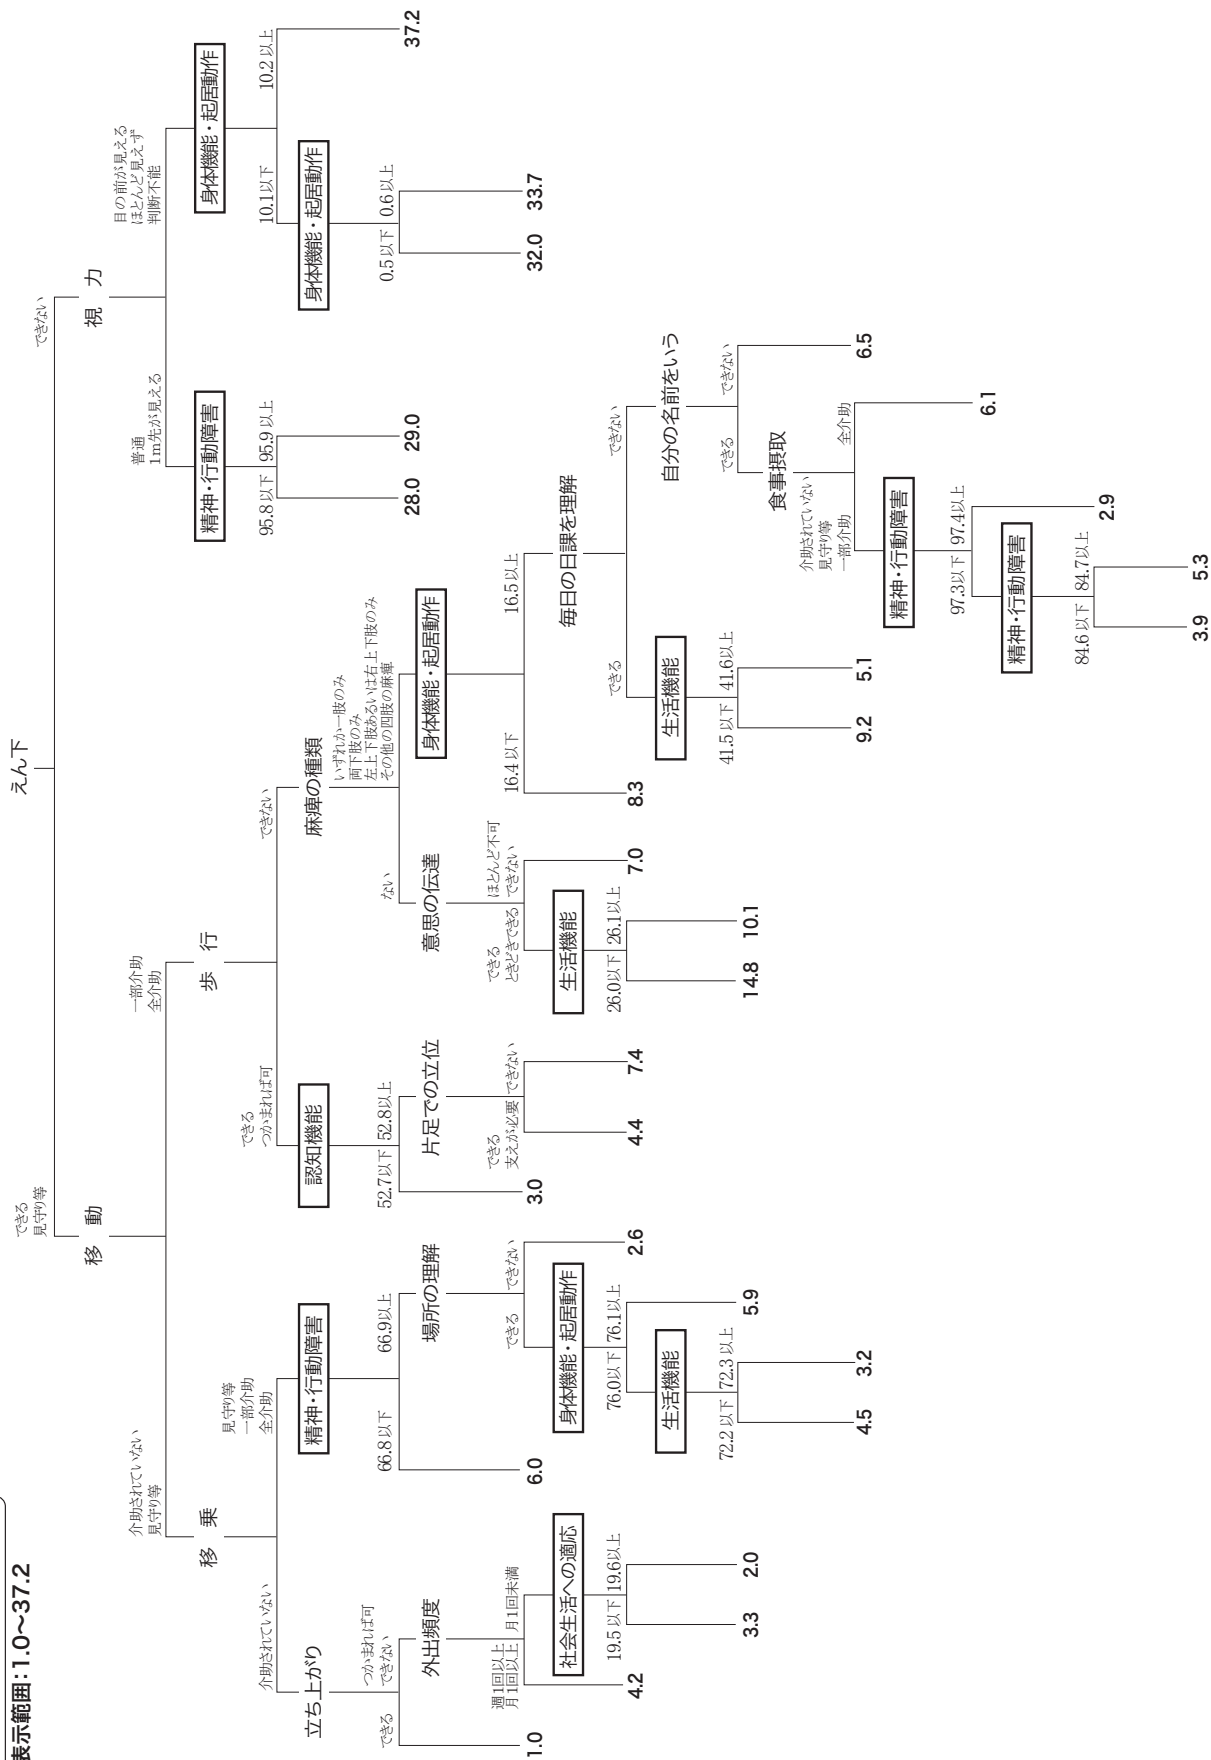 表示範囲:1.0〜37.2
えん下
できる
見守り等
できない
移動
視力
介助されていない
見守り等
一部介助
全介助
普通
1m先が見える
目の前が見える
ほとんど見えず
判断不能
移乗
歩行
精神・行動障害
身体機能・起居動作
介助されていない
見守り等
一部介助
全介助
できる
つかまれば可
できない
95.8以下
95.9以上
10.1以下
10.2以上
立ち上がり
精神・行動障害
認知機能
麻痺の種類
28.0
29.0
身体機能・起居動作
37.2
できる
つかまれば可
できない
66.8以下
66.9以上
52.7以下
52.8以上
ない
いずれか一肢のみ
両下肢のみ
左上下肢あるいは右上下肢のみ
その他の四肢の麻痺
0.5以下
0.6以上
1.0
外出頻度
6.0
場所の理解
3.0
片足での立位
意思の伝達
身体機能・起居動作
32.0
33.7
週1回以上
月1回以上
月1回未満
できる
できない
できる
支えが必要
できない
できる
ときどきできる
ほとんど不可
できない
16.4以下
16.5以上
4.2
社会生活への適応
身体機能・起居動作
2.6
4.4
7.4
生活機能
7.0
8.3
毎日の日課を理解
19.5以下
19.6以上
76.0以下
76.1以上
26.0以下
26.1以上
できる
できない
3.3
2.0
生活機能
5.9
14.8
10.1
生活機能
自分の名前をいう
72.2以下
72.3以上
41.5以下
41.6以上
できる
できない
4.5
3.2
9.2
5.1
食事摂取
6.5
介助されていない
見守り等
一部介助
全介助
精神・行動障害
6.1
97.3以下
97.4以上
精神・行動障害
2.9
84.6以下
84.7以上
3.9
5.3